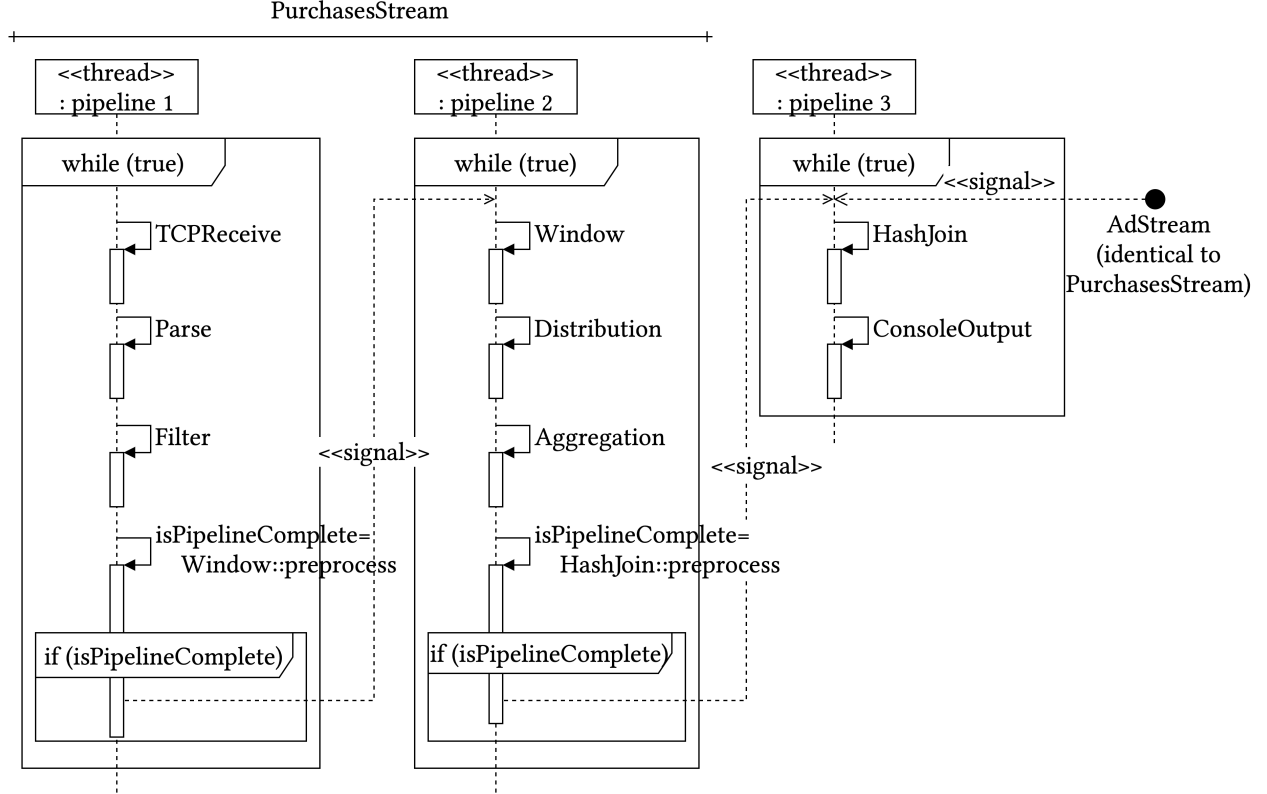 PurchasesStream
<<thread>>
: pipeline 1
<<thread>>
: pipeline 2
<<thread>>
: pipeline 3
while (true)
TCPReceive
Parse
Filter
isPipelineComplete=
Window::preprocess
if (isPipelineComplete)
<<signal>>
while (true)
Window
Distribution
Aggregation
isPipelineComplete=
HashJoin::preprocess
if (isPipelineComplete)
<<signal>>
while (true)
HashJoin
ConsoleOutput
<<signal>>
AdStream
(identical to
PurchasesStream)